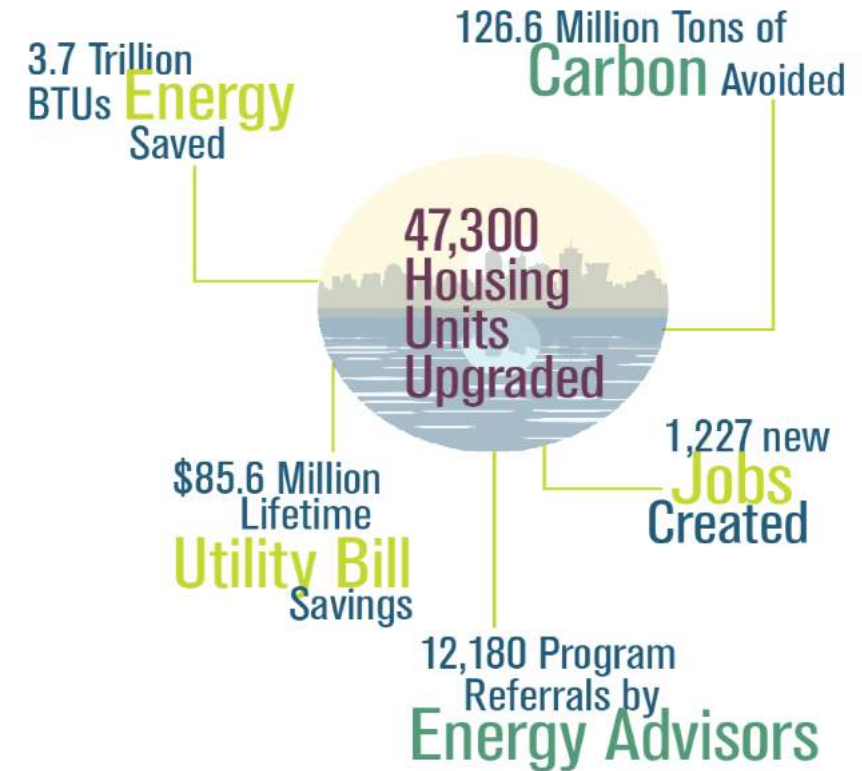 3.7 Trillion
BTUs Energy
Saved
126.6 Million Tons of
Carbon Avoided
47,300
Housing
Units
Upgraded
$85.6 Million
Lifetime
Utility Bill
Savings
1,227 new
Jobs
Created
12,180 Program
Referrals by
Energy Advisors